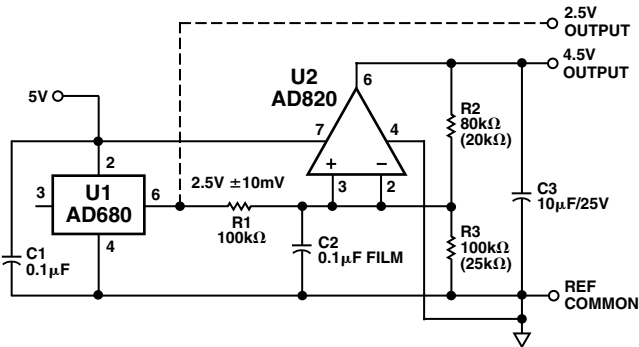 2.5V
OUTPUT
4.5V
OUTPUT
U2
AD820
6
5V
7
4
R2
80kΩ
(20kΩ)
2
+
−
3
2
2.5V ±10mV
3
U1
AD680
6
4
R1
100kΩ
C3
10μF/25V
C1
0.1μF
C2
0.1μF FILM
R3
100kΩ
(25kΩ)
REF
COMMON